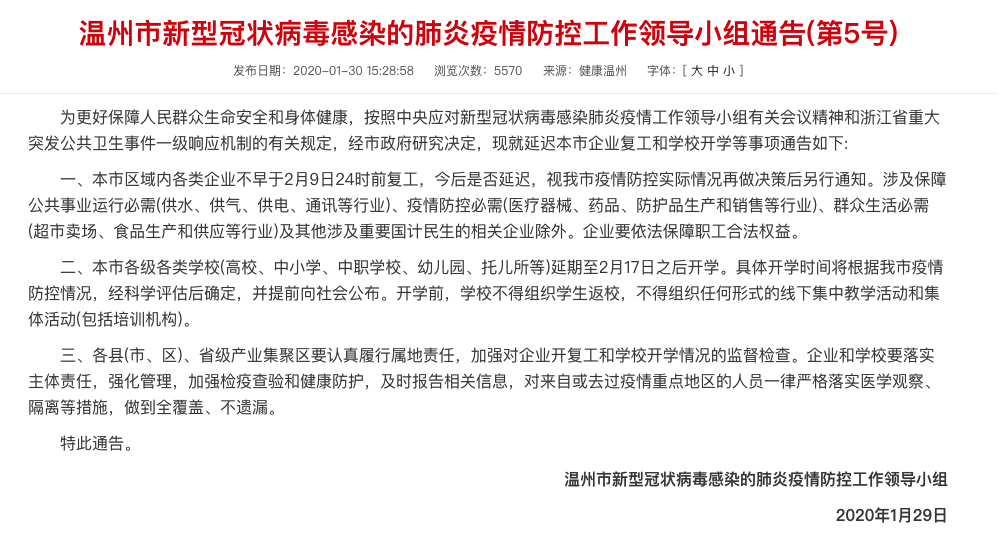 温州市新型冠状病毒感染的肺炎疫情防控工作领导小组通告(第5号)
发布日期：2020-01-30 15:28:58 浏览次数：5570 来源：健康温州 字体：[ 大 中 小 ]
为更好保障人民群众生命安全和身体健康，按照中央应对新型冠状病毒感染肺炎疫情工作领导小组有关会议精神和浙江省重大
突发公共卫生事件一级响应机制的有关规定，经市政府研究决定，现就延迟本市企业复工和学校开学等事项通告如下:
一、本市区域内各类企业不早于2月9日24时前复工，今后是否延迟，视我市疫情防控实际情况再做决策后另行通知。涉及保障
公共事业运行必需(供水、供气、供电、通讯等行业)、疫情防控必需(医疗器械、药品、防护品生产和销售等行业)、群众生活必需
(超市卖场、食品生产和供应等行业)及其他涉及重要国计民生的相关企业除外。企业要依法保障职工合法权益。
二、本市各级各类学校(高校、中小学、中职学校、幼儿园、托儿所等)延期至2月17日之后开学。具体开学时间将根据我市疫情
防控情况，经科学评估后确定，并提前向社会公布。开学前，学校不得组织学生返校，不得组织任何形式的线下集中教学活动和集
体活动(包括培训机构)。
三、各县(市、区)、省级产业集聚区要认真履行属地责任，加强对企业开复工和学校开学情况的监督检查。企业和学校要落实
主体责任，强化管理，加强检疫查验和健康防护，及时报告相关信息，对来自或去过疫情重点地区的人员一律严格落实医学观察、
隔离等措施，做到全覆盖、不遗漏。
特此通告。
温州市新型冠状病毒感染的肺炎疫情防控工作领导小组
2020年1月29日